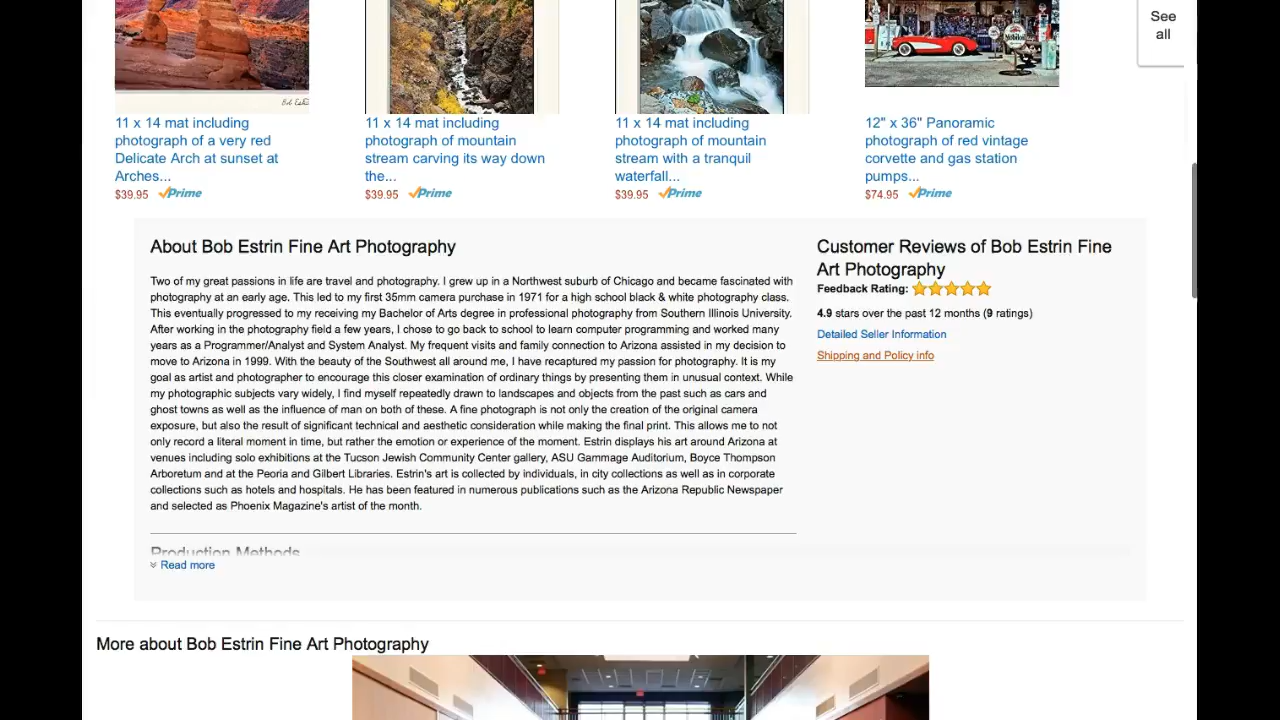 See
all
Bob Estrin
Mobil
11 x 14 mat including
photograph of a very red
Delicate Arch at sunset at
Arches...
$39.95 Prime
11 x 14 mat including
photograph of mountain
stream carving its way down
the...
$39.95 Prime
11 x 14 mat including
photograph of mountain
stream with a tranquil
waterfall...
$39.95 Prime
12" x 36" Panoramic
photograph of red vintage
corvette and gas station
pumps...
$74.95 Prime
About Bob Estrin Fine Art Photography
Two of my great passions in life are travel and photography. I grew up in a Northwest suburb of Chicago and became fascinated with
photography at an early age. This led to my first 35mm camera purchase in 1971 for a high school black & white photography class.
This eventually progressed to my receiving my Bachelor of Arts degree in professional photography from Southern Illinois University.
After working in the photography field a few years, I chose to go back to school to learn computer programming and worked many
years as a Programmer/Analyst and System Analyst. My frequent visits and family connection to Arizona assisted in my decision to
move to Arizona in 1999. With the beauty of the Southwest all around me, I have recaptured my passion for photography. It is my
goal as artist and photographer to encourage this closer examination of ordinary things by presenting them in unusual context. While
my photographic subjects vary widely, I find myself repeatedly drawn to landscapes and objects from the past such as cars and
ghost towns as well as the influence of man on both of these. A fine photograph is not only the creation of the original camera
exposure, but also the result of significant technical and aesthetic consideration while making the final print. This allows me to not
only record a literal moment in time, but rather the emotion or experience of the moment. Estrin displays his art around Arizona at
venues including solo exhibitions at the Tucson Jewish Community Center gallery, ASU Gammage Auditorium, Boyce Thompson
Arboretum and at the Peoria and Gilbert Libraries. Estrin's art is collected by individuals, in city collections as well as in corporate
collections such as hotels and hospitals. He has been featured in numerous publications such as the Arizona Republic Newspaper
and selected as Phoenix Magazine's artist of the month.
Production Methods
Read more
Customer Reviews of Bob Estrin Fine
Art Photography
Feedback Rating:
4.9 stars over the past 12 months (9 ratings)
Detailed Seller Information
Shipping and Policy info
More about Bob Estrin Fine Art Photography